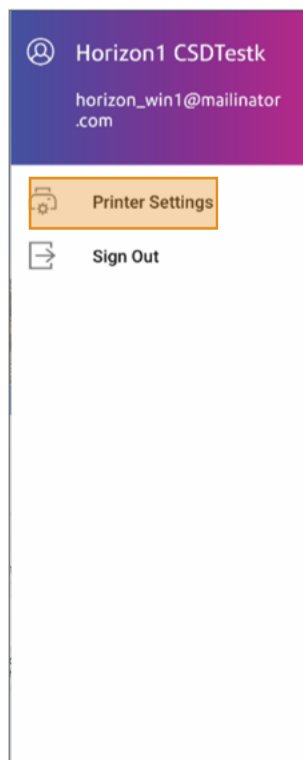 Horizon1 CSDTestk
horizon_win1@mailinator
.com
Printer Settings
Sign Out